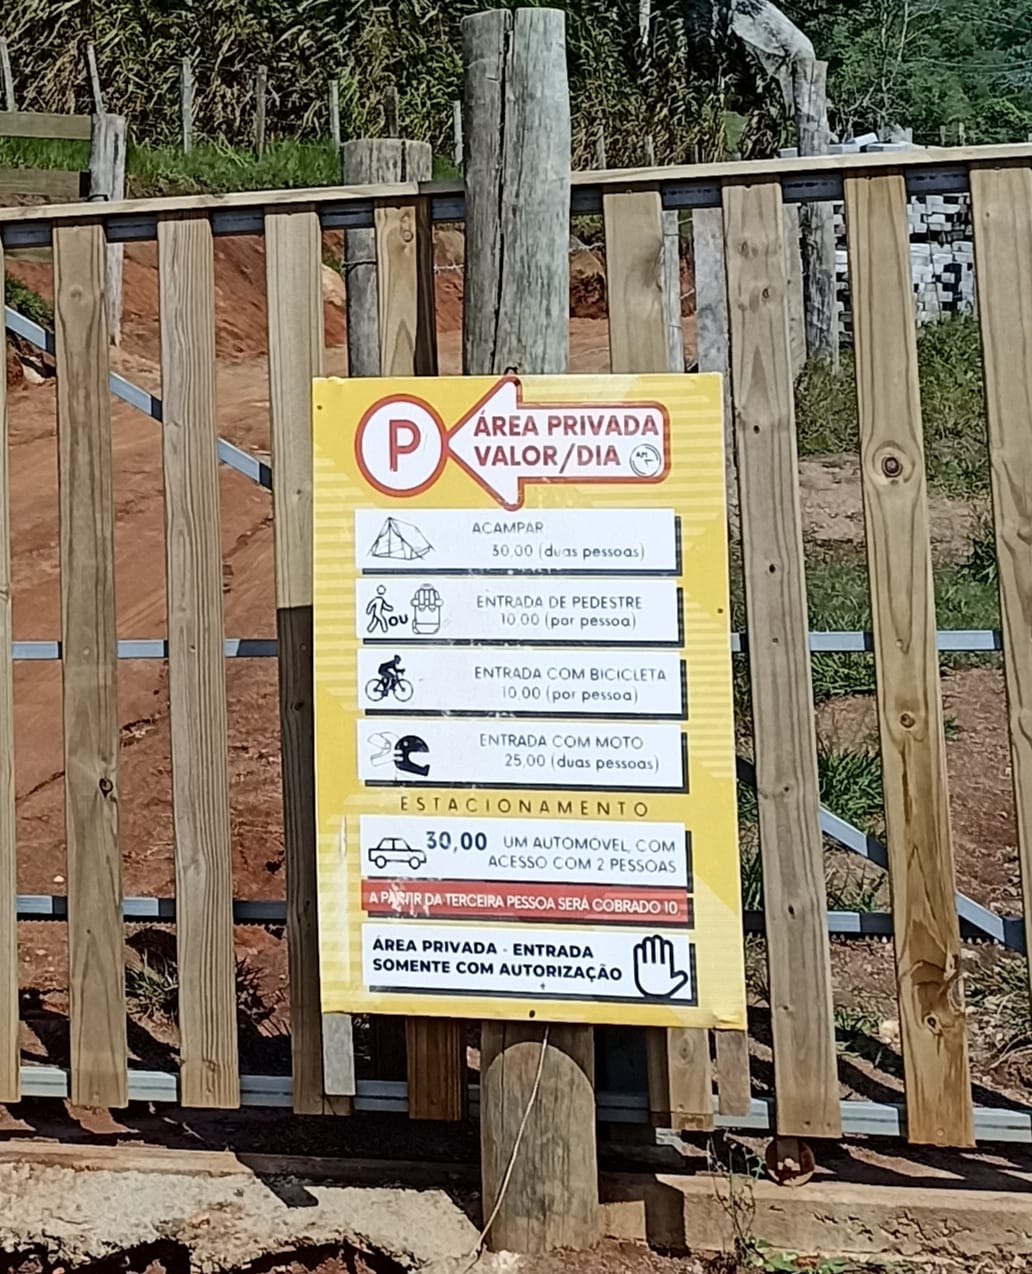 P
ÁREA PRIVADA
VALOR/DIA
ACAMPAR
30,00 (duas pessoas)
OU
ENTRADA DE PEDESTRE
10,00 (por pessoa)
ENTRADA COM BICICLETA
10,00 (por pessoa)
ENTRADA COM MOTO
25,00 (duas pessoas)
ESTACIONAMENTO
30,00 UM AUTOMÓVEL, COM
ACESSO COM 2 PESSOAS
A PARTIR DA TERCEIRA PESSOA SERÁ COBRADO 10,
ÁREA PRIVADA - ENTRADA
SOMENTE COM AUTORIZAÇÃO